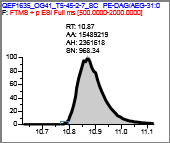 QEF1635_OG41_T5-45-2-7_SC PE-DAG/AEG-31:0
F: FTMS + p ESI Full ms [500.0000-2000.0000]
RT: 10.87
AA: 15489219
AH: 2361618
SN: 968.34
100
80
60
40
20
0
10.7 10.8 10.9 11.0 11.1